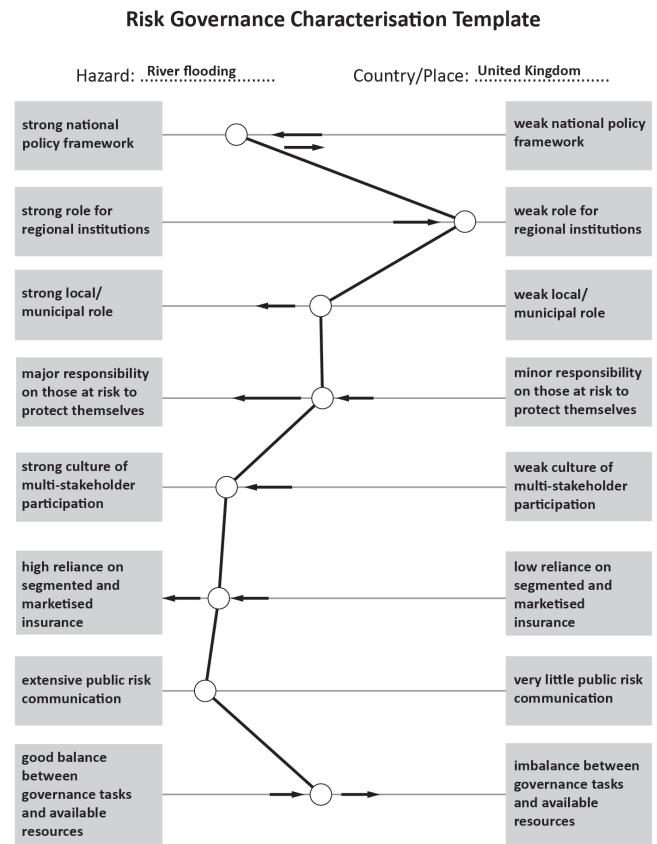 Risk Governance Characterisation Template
Hazard: River flooding
Country/Place: United Kingdom
strong national
policy framework
weak national policy
framework
strong role for
regional institutions
weak role for
regional institutions
strong local/
municipal role
weak local/
municipal role
major responsibility
on those at risk to
protect themselves
minor responsibility
on those at risk to
protect themselves
strong culture of
multi-stakeholder
participation
weak culture of
multi-stakeholder
participation
high reliance on
segmented and
marketised
insurance
low reliance on
segmented and
marketised
insurance
extensive public risk
communication
very little public risk
communication
good balance
between
governance tasks
and available
resources
imbalance between
governance tasks
and available
resources